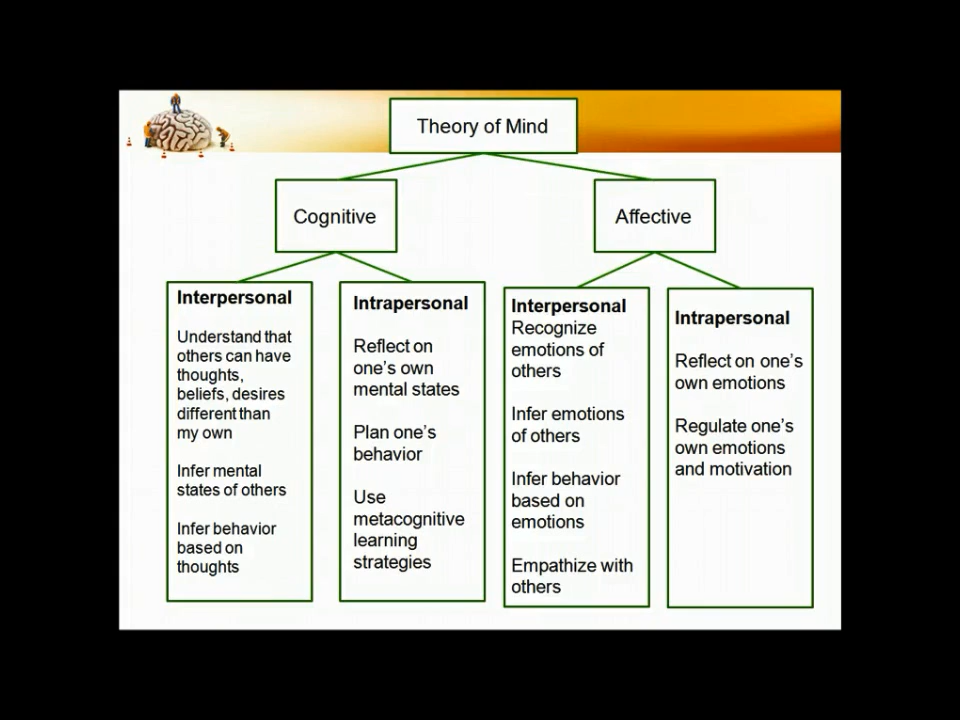 Theory of Mind
Cognitive
Affective
Interpersonal
Understand that
others can have
thoughts,
beliefs, desires
different than
my own
Infer mental
states of others
Infer behavior
based on
thoughts
Intrapersonal
Reflect on
one's own
mental states
Plan one's
behavior
Use
metacognitive
learning
strategies
Interpersonal
Recognize
emotions of
others
Infer emotions
of others
Infer behavior
based on
emotions
Empathize with
others
Intrapersonal
Reflect on one's
own emotions
Regulate one's
own emotions
and motivation